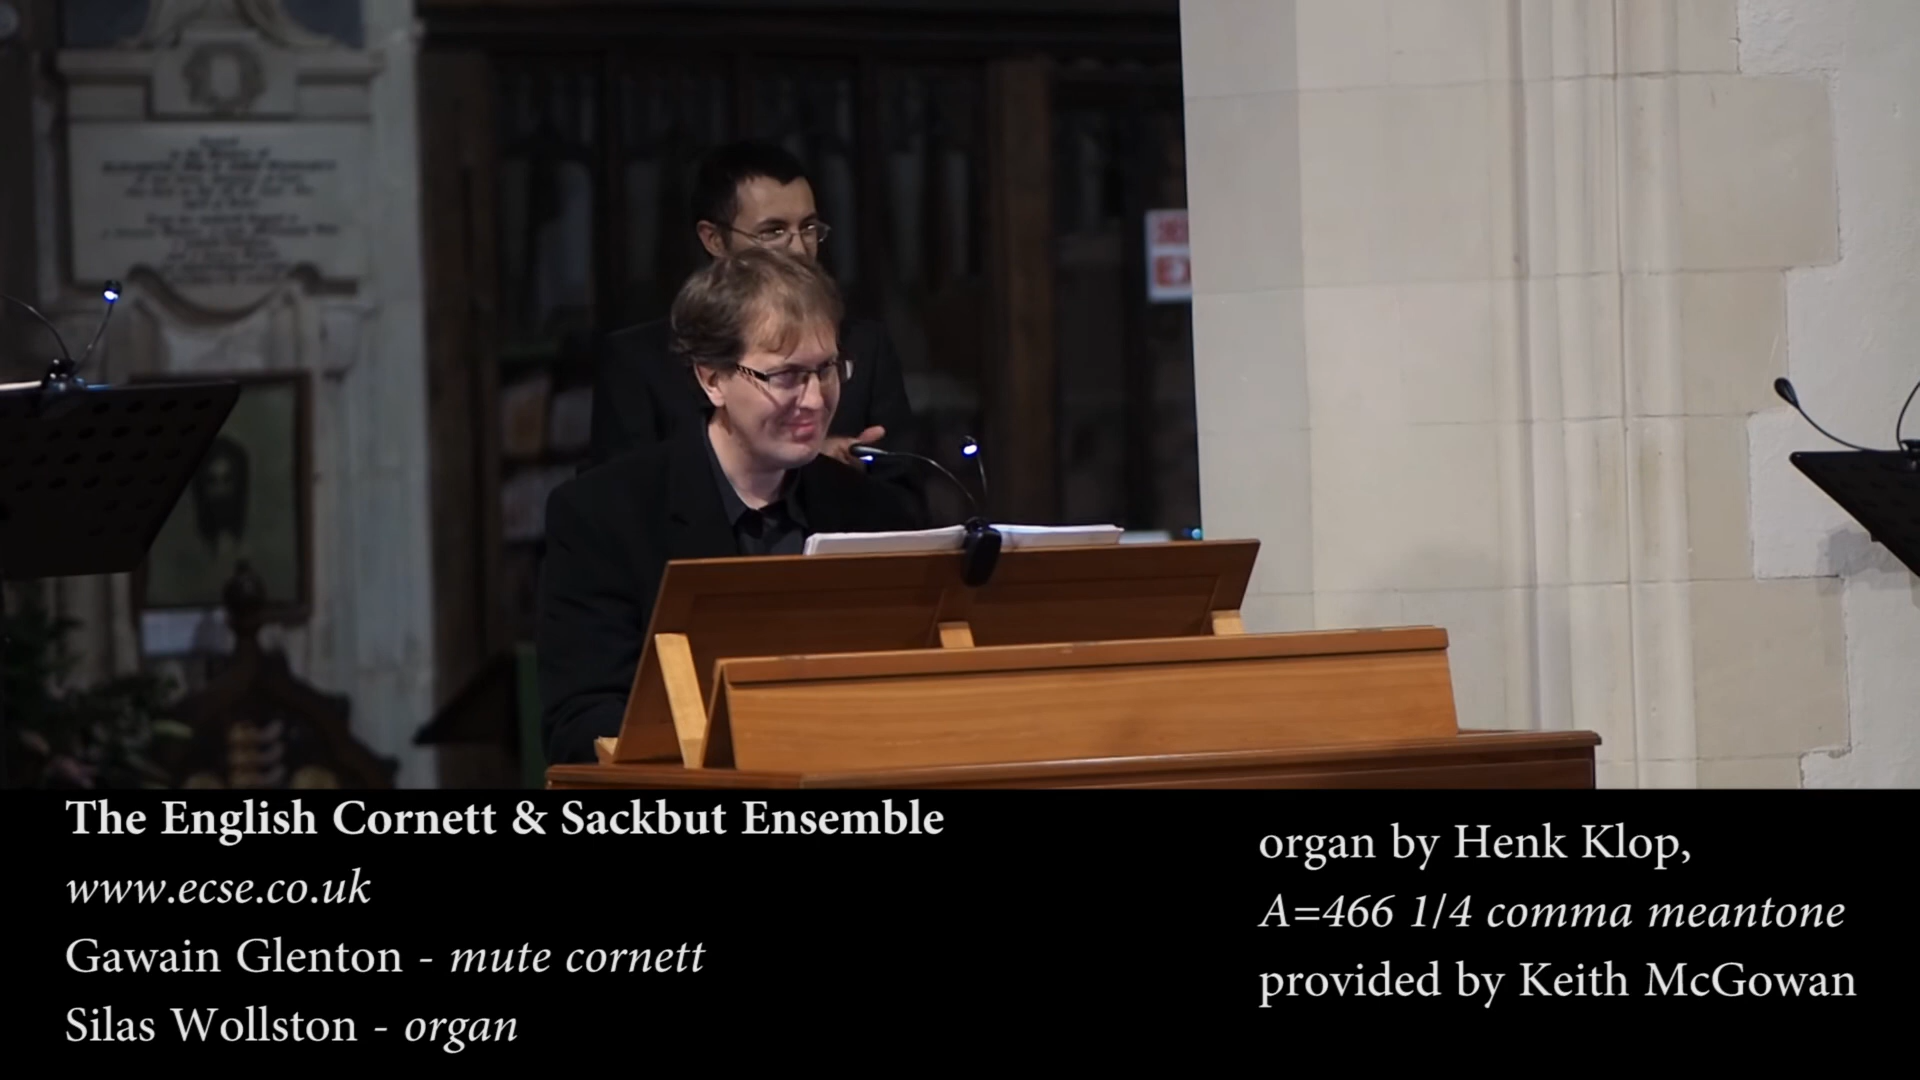 The English Cornett & Sackbut Ensemble
www.ecse.co.uk
Gawain Glenton - mute cornett
Silas Wollston - organ
organ by Henk Klop,
A=466 1/4 comma meantone
provided by Keith McGowan